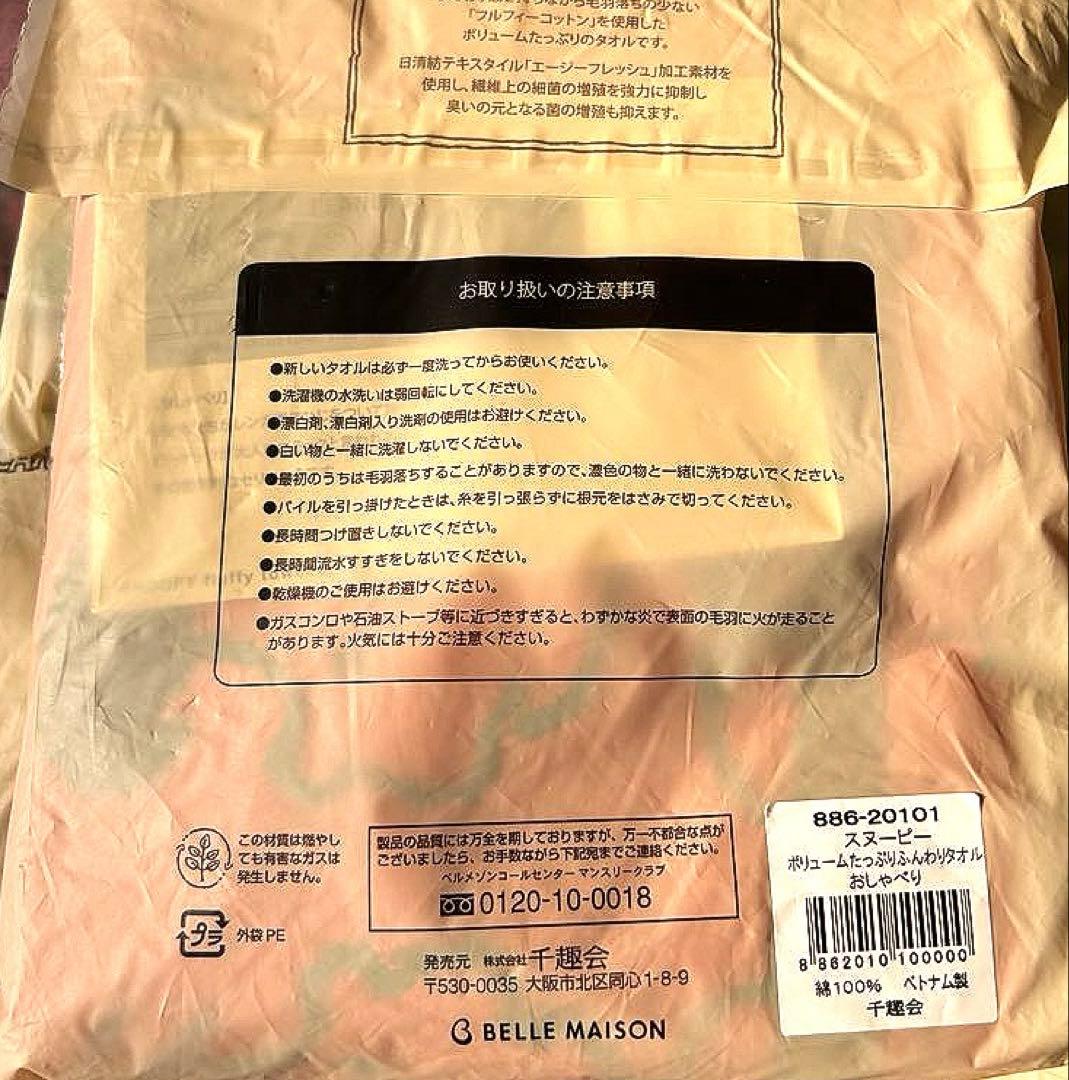 毛羽落ちの少ない
「フルフィーコットン」を使用した
ボリュームたっぷりのタオルです。
日清紡テキスタイル「エージーフレッシュ」加工素材を
使用し、繊維上の細菌の増殖を強力に抑制し
臭いの元となる菌の増殖も抑えます。
お取り扱いの注意事項
●新しいタオルは必ず一度洗ってからお使いください。
●洗濯機の水洗いは弱回転にしてください。
●漂白剤、漂白剤入り洗剤の使用はお避けください。
●白い物と一緒に洗濯しないでください。
●最初のうちは毛羽落ちすることがありますので、濃色の物と一緒に洗わないでください。
●パイルを引っ掛けたときは、糸を引っ張らずに根元をはさみで切ってください。
●長時間つけ置きしないでください。
●長時間流水すすぎをしないでください。
●乾燥機のご使用はお避けください。
●ガスコンロや石油ストーブ等に近づきすぎると、わずかな炎で表面の毛羽に火が走ること
があります。火気には十分ご注意ください。
この材質は燃やし
ても有害なガスは
発生しません。
プラ 外袋PE
製品の品質には万全を期しておりますが、万一不都合な点が
ございましたら、お手数ながら下記宛までご連絡ください。
ベルメゾンコールセンター マンスリークラブ
0120-10-0018
発売元 株式会社千趣会
〒530-0035 大阪市北区同心1-8-9
BELLE MAISON
886-20101
スヌーピー
ボリュームたっぷりふんわりタオル
おしゃべり
8 862010 100000
綿100% ベトナム製
千趣会